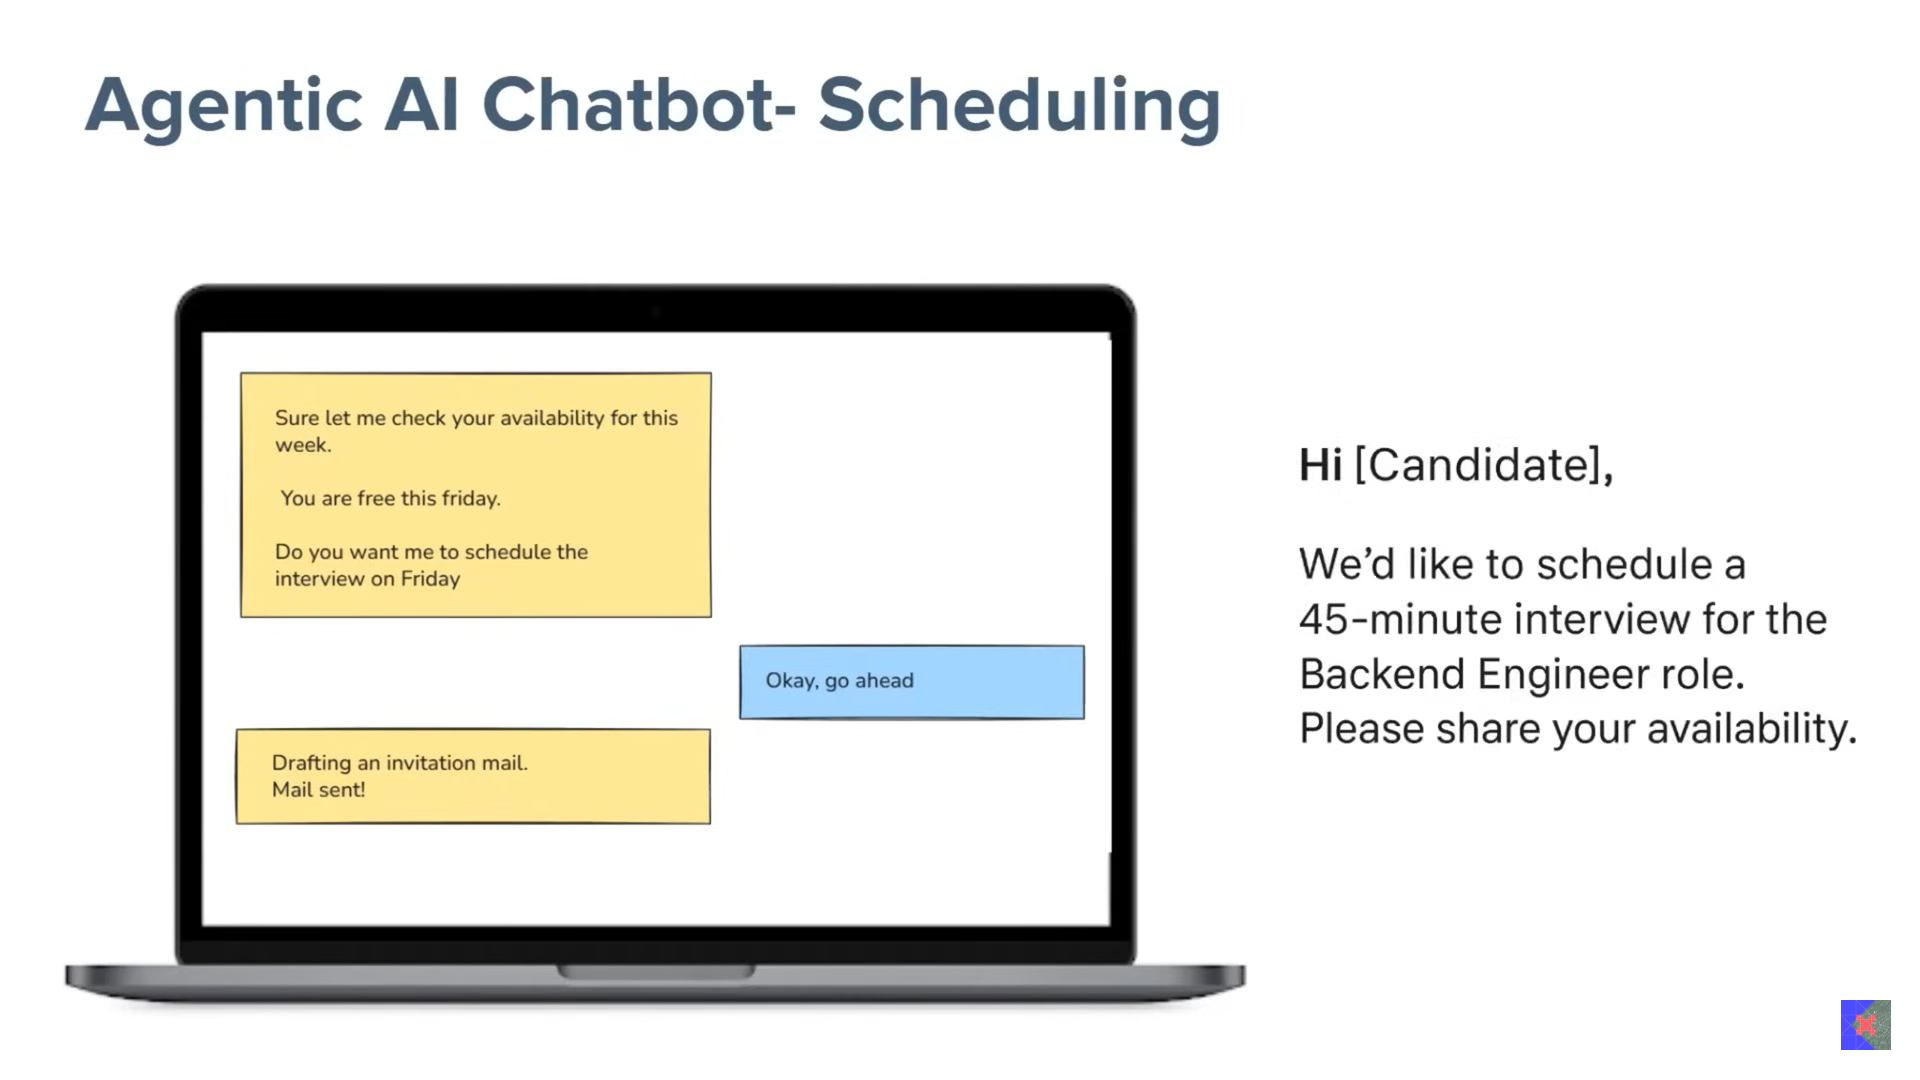 Agentic AI Chatbot- Scheduling
Sure let me check your availability for this
week.
You are free this friday.
Do you want me to schedule the
interview on Friday
Okay, go ahead
Drafting an invitation mail.
Mail sent!
Hi [Candidate],
We’d like to schedule a
45-minute interview for the
Backend Engineer role.
Please share your availability.